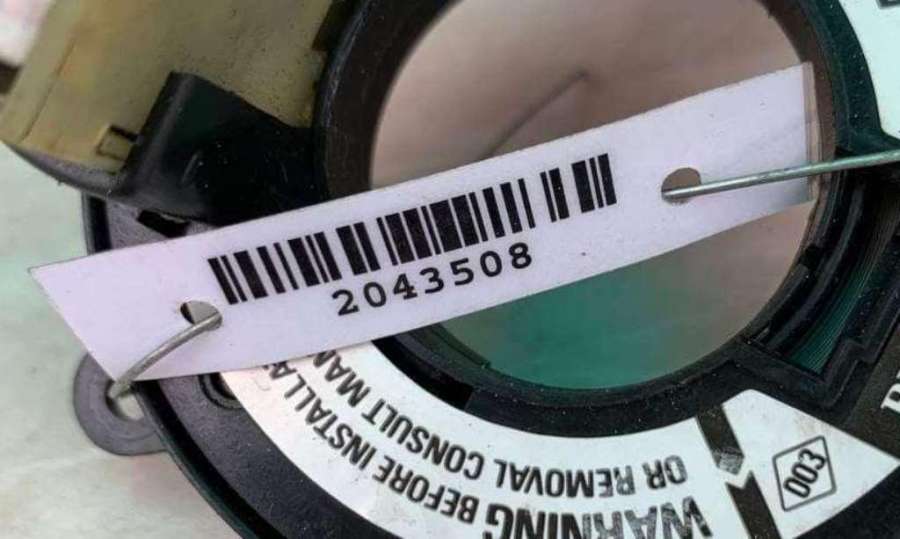 2043508
WARNING BEFORE INSTALLA
OR REMOVAL CONSULT MAN
003